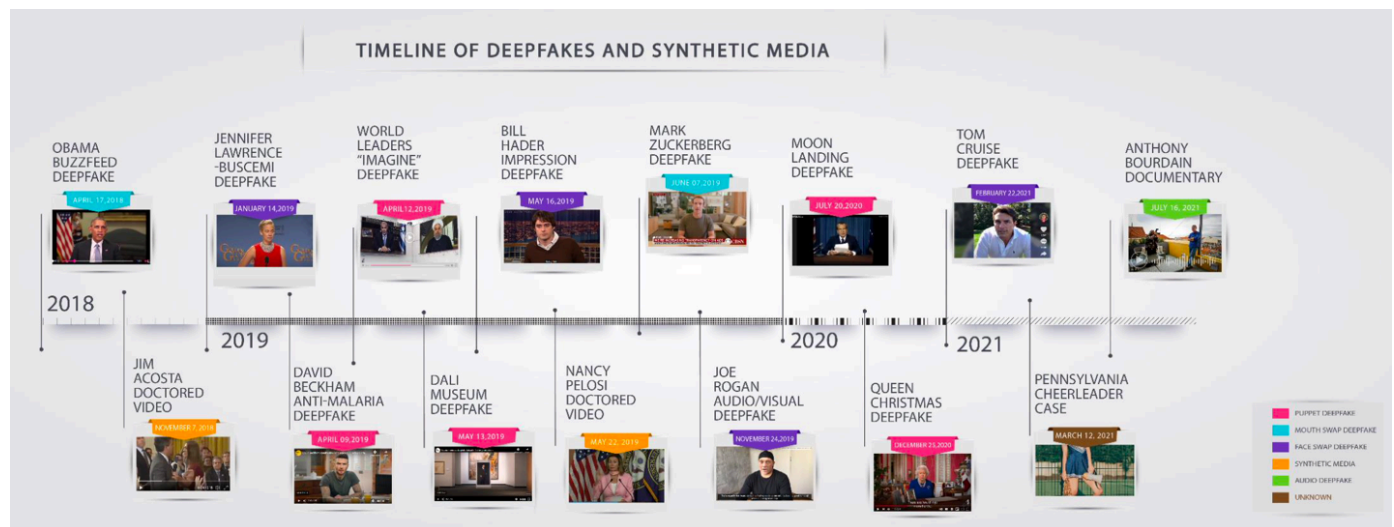 TIMELINE OF DEEPFAKES AND SYNTHETIC MEDIA
OBAMA
BUZZFEED
DEEPFAKE
APRIL 17,2018
JENNIFER
LAWRENCE
-BUSCEMI
DEEPFAKE
JANUARY 14,2019
WORLD
LEADERS
“IMAGINE”
DEEPFAKE
APRIL12,2019
BILL
HADER
IMPRESSION
DEEPFAKE
MAY 16,2019
MARK
ZUCKERBERG
DEEPFAKE
JUNE 07,2019
MOON
LANDING
DEEPFAKE
JULY 20,2020
TOM
CRUISE
DEEPFAKE
FEBRUARY 22,2021
ANTHONY
BOURDAIN
DOCUMENTARY
JULY 16, 2021
2018
2019
2020
2021
JIM
ACOSTA
DOCTORED
VIDEO
NOVEMBER 7, 2018
DAVID
BECKHAM
ANTI-MALARIA
DEEPFAKE
APRIL 09,2019
DALI
MUSEUM
DEEPFAKE
MAY 13,2019
NANCY
PELOSI
DOCTORED
VIDEO
MAY 22, 2019
JOE
ROGAN
AUDIO/VISUAL
DEEPFAKE
NOVEMBER 24,2019
QUEEN
CHRISTMAS
DEEPFAKE
DECEMBER 25,2020
PENNSYLVANIA
CHEERLEADER
CASE
MARCH 12, 2021
PUPPET DEEPFAKE
MOUTH SWAP DEEPFAKE
FACE SWAP DEEPFAKE
SYNTHETIC MEDIA
AUDIO DEEPFAKE
UNKNOWN